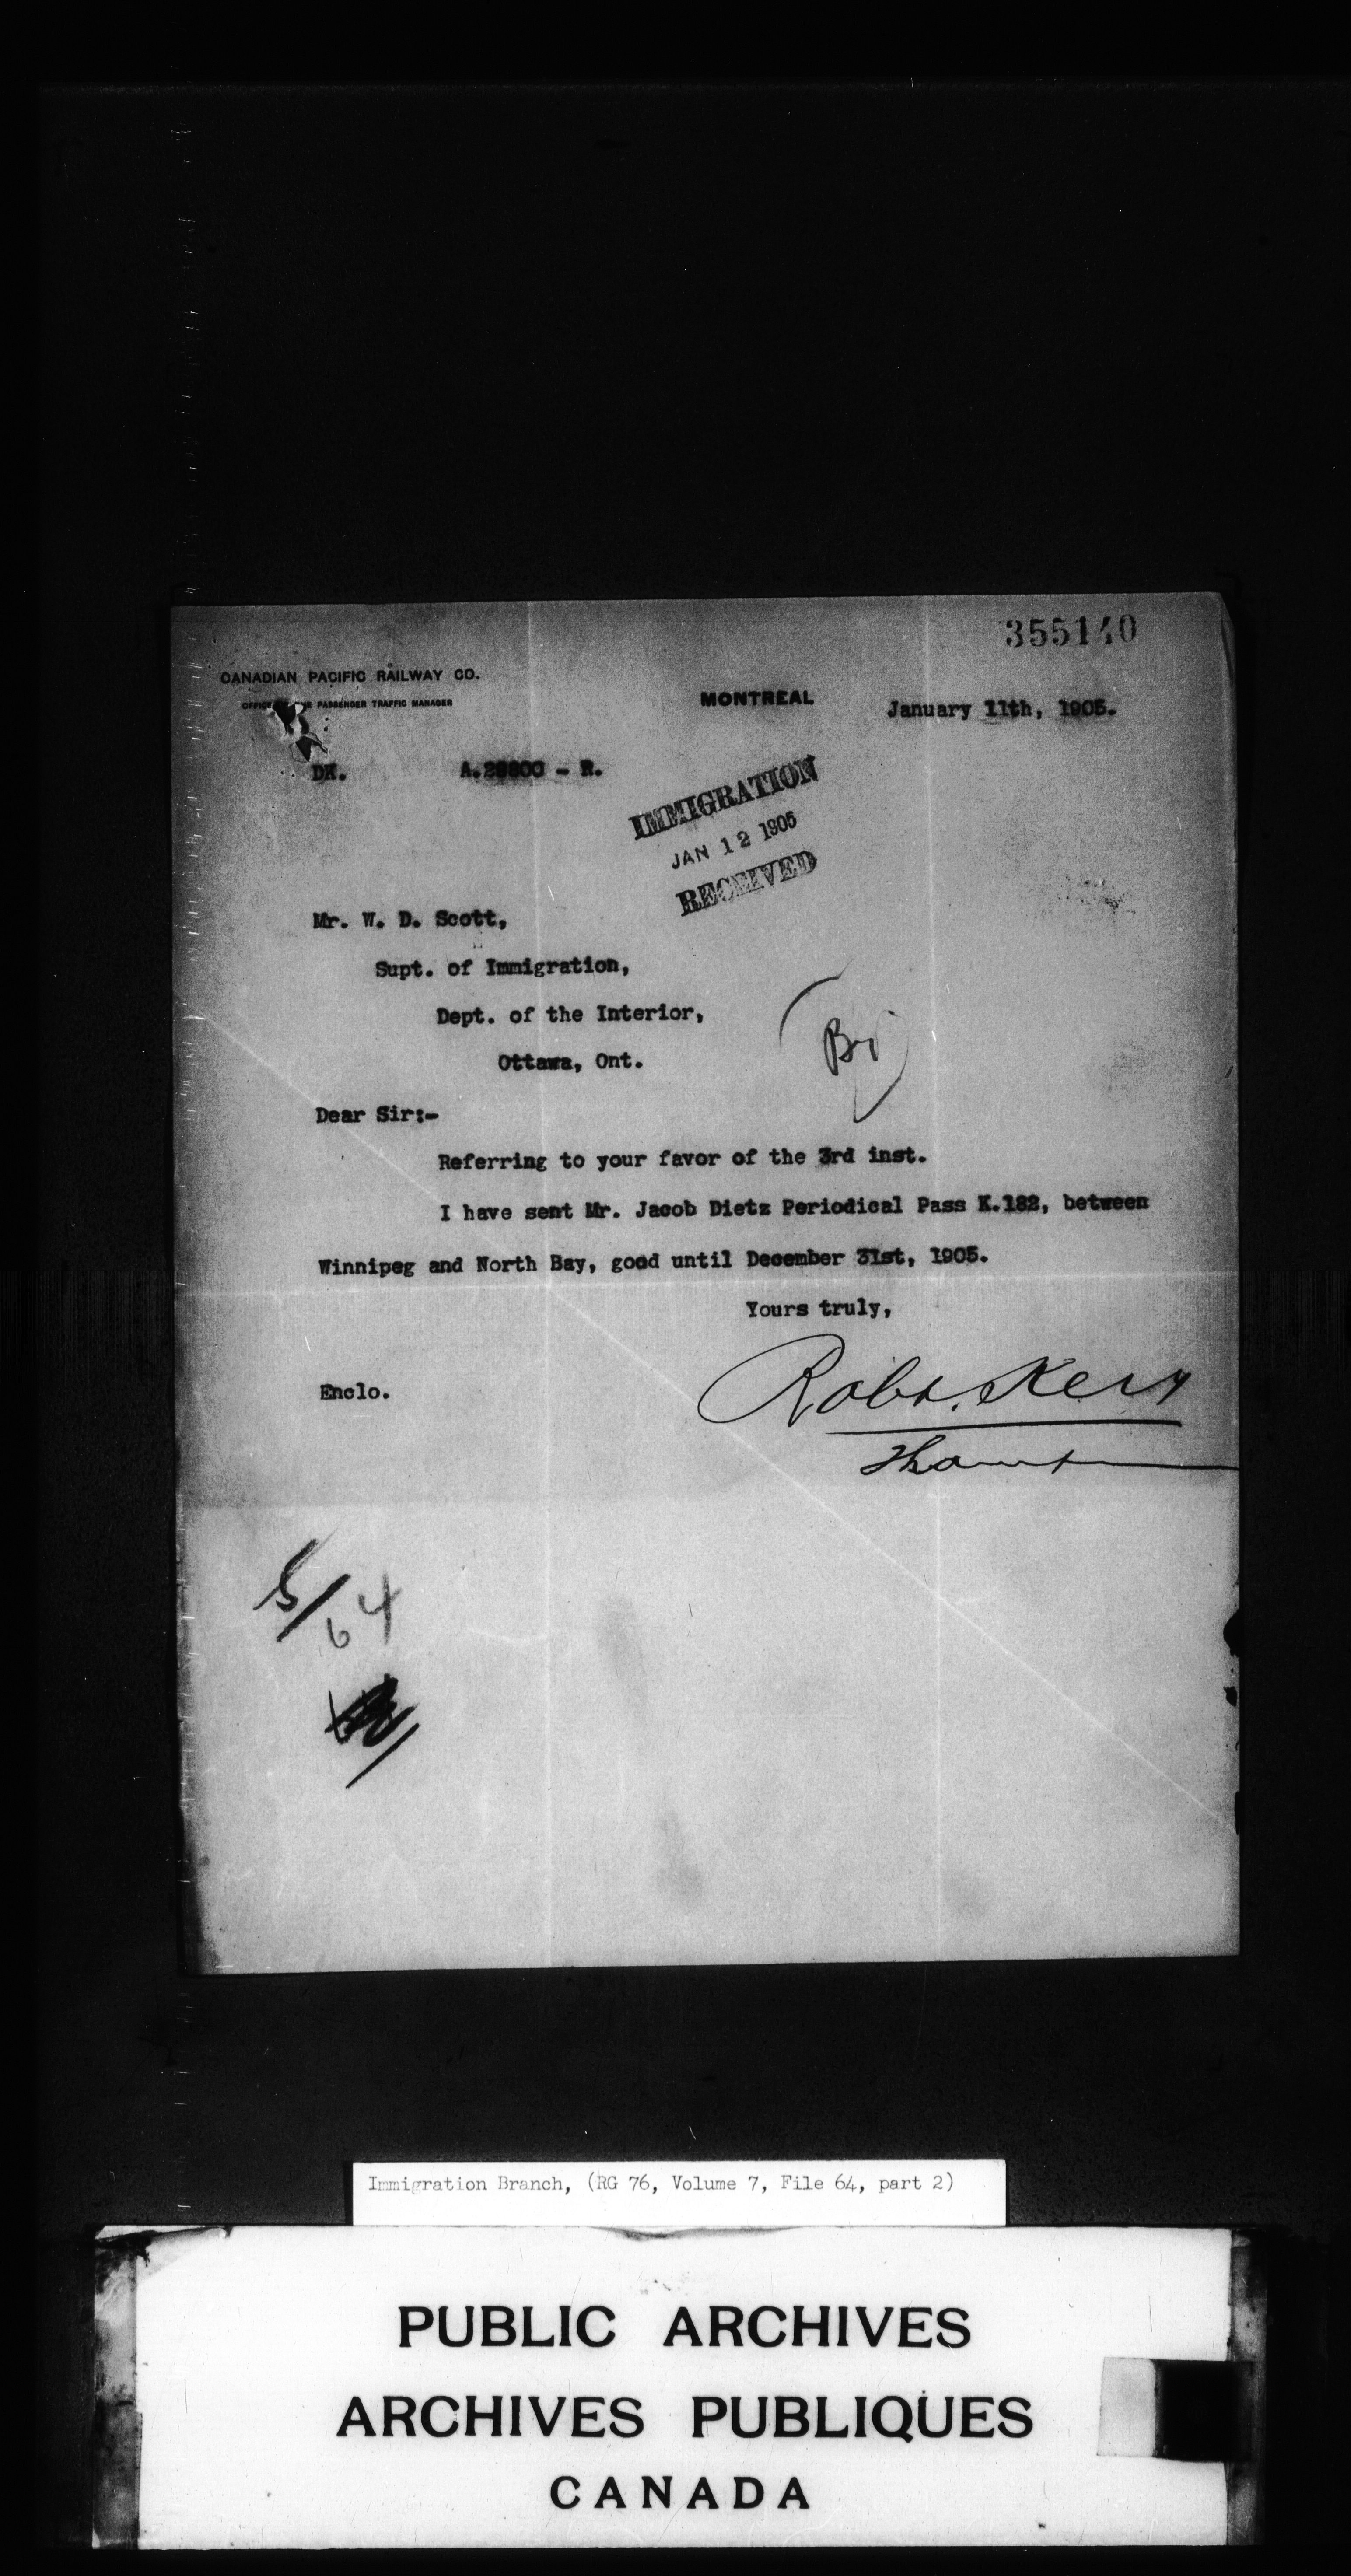 355140
CANADIAN PACIFIC RAILWAY CO.
PASSENGER TRAFFIC MANAGER
MONTREAL
January 11th, 1905.
DK. A. - R.
IMMIGRATION
JAN 12 1905
RECEIVED
Mr. W. D. Scott,
Supt. of Immigration,
Dept. of the Interior,
Ottawa, Ont.
Dear Sir:-
Referring to your favor of the 3rd inst.
I have sent Mr. Jacob Dietz Periodical Pass K.182, between
Winnipeg and North Bay, good until December 31st, 1905.
Yours truly,
Enclo.
Robt. Kerr
64
Immigration Branch, (RG 76, Volume 7, File 64, part 2)
PUBLIC ARCHIVES
ARCHIVES PUBLIQUES
CANADA